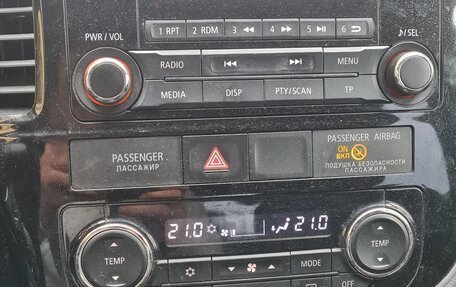 1 RPT 2 RDM 3 ◀◀ 4 ▶▶ 5 ▶II 6 ↩
PWR / VOL
♪/SEL
RADIO |◀◀ ▶▶| MENU
MEDIA DISP PTY/SCAN TP
PASSENGER
ПАССАЖИР
PASSENGER AIRBAG
ON
ВКЛ
ПОДУШКА БЕЗОПАСНОСТИ
ПАССАЖИРА
21.0 21.0
TEMP MODE TEMP
OFF